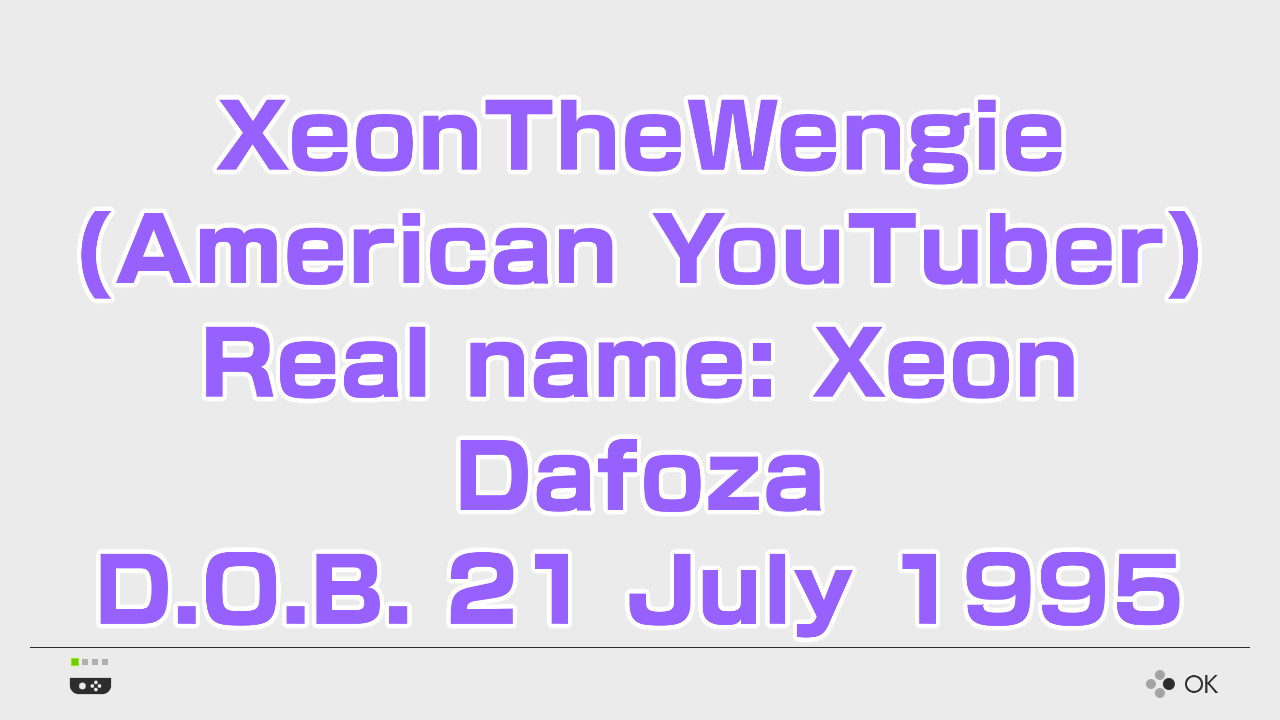 XeonTheWengie
(American YouTuber)
Real name: Xeon
Dafoza
D.O.B. 21 July 1995
OK